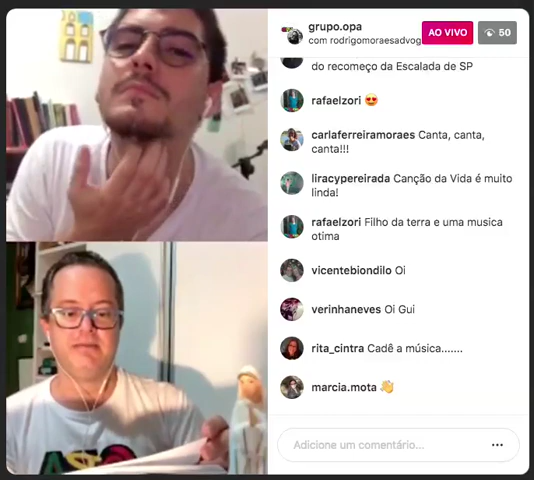 grupo.opa
com rodrigomoraesadvog
AO VIVO
50
do recomeço da Escalada de SP
rafaelzori 😍
carlaferreiramoraes Canta, canta,
canta!!!
liracypereirada Canção da Vida é muito
linda!
rafaelzori Filho da terra e uma musica
otima
vicentebiondilo Oi
verinhaneves Oi Gui
rita_cintra Cadê a música.......
marcia.mota 👋
Adicione um comentário...